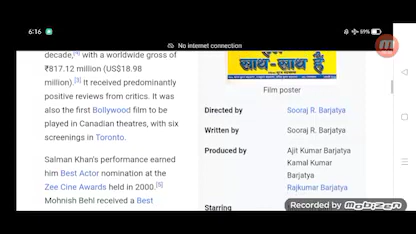 6:16
59%
No internet connection
decade,[4] with a worldwide gross of
₹817.12 million (US$18.98
million).[3] It received predominantly
positive reviews from critics. It was
also the first Bollywood film to be
played in Canadian theatres, with six
screenings in Toronto.
Salman Khan's performance earned
him Best Actor nomination at the
Zee Cine Awards held in 2000.[5]
Mohnish Behl received a Best
साथ-साथ हैं
Film poster
Directed by Sooraj R. Barjatya
Written by Sooraj R. Barjatya
Produced by Ajit Kumar Barjatya
Kamal Kumar
Barjatya
Rajkumar Barjatya
Starring
Recorded by Mobizen